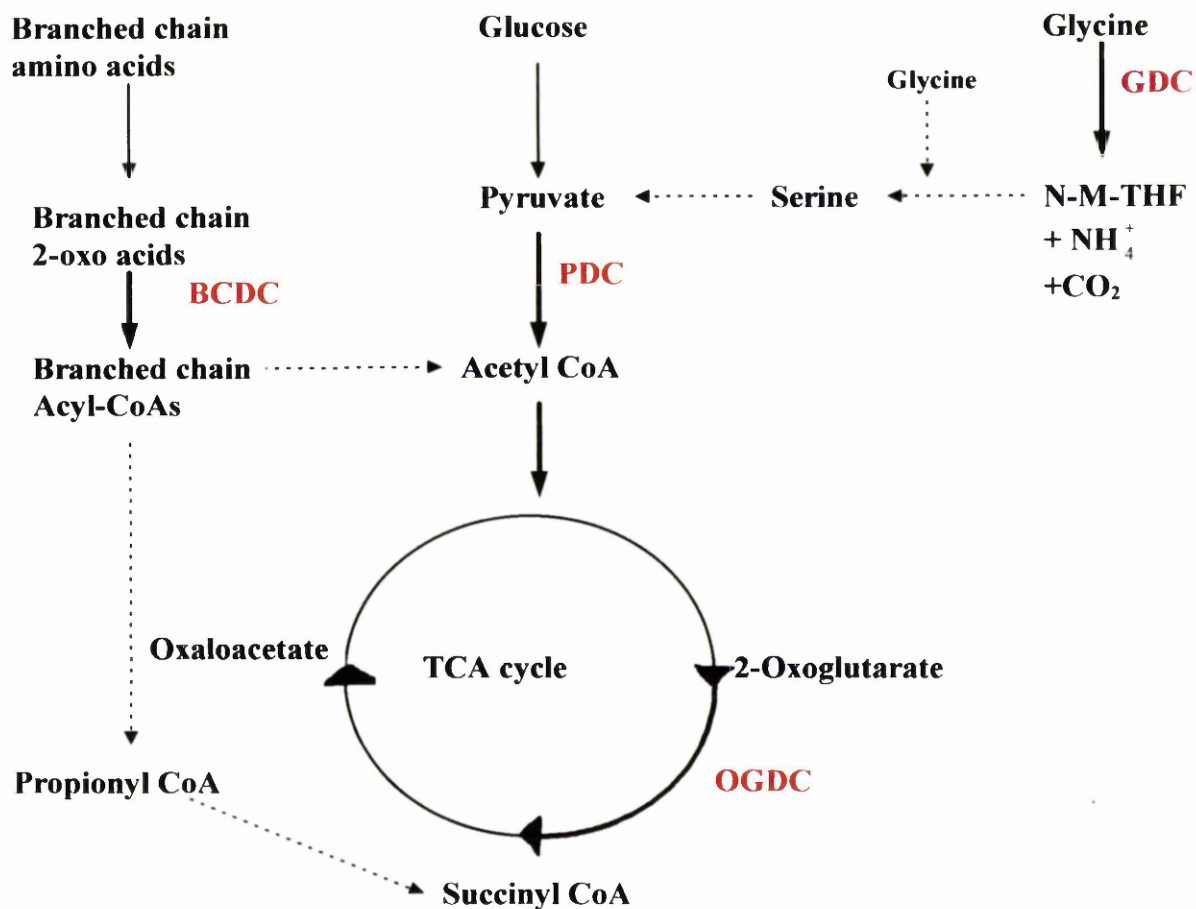 Branched chain
amino acids
Glucose
Glycine
Glycine
GDC
Branched chain
2-oxo acids
Pyruvate
Serine
N-M-THF
+ NH₄⁺
+CO₂
BCDC
PDC
Branched chain
Acyl-CoAs
Acetyl CoA
Oxaloacetate
TCA cycle
2-Oxoglutarate
Propionyl CoA
OGDC
Succinyl CoA